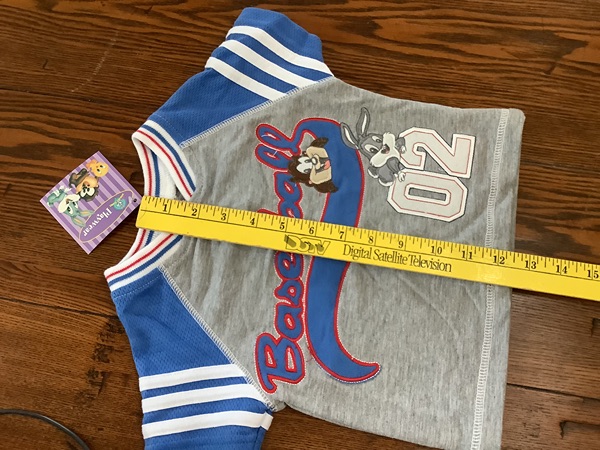 Baseball
02
Playwear
1 2 3 4 5 6 7 8 9 10 11 12 13 14 15
Digital Satellite Television